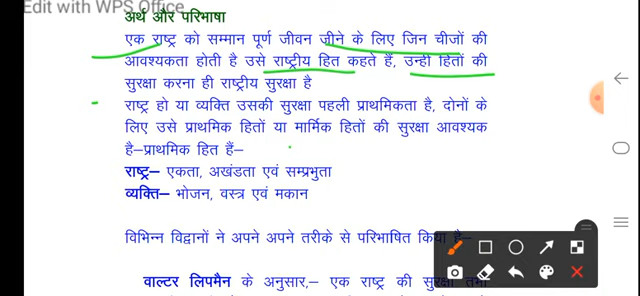 Edit with WPS Office
अर्थ और परिभाषा
एक राष्ट्र को सम्मान पूर्ण जीवन जीने के लिए जिन चीजों की
आवश्यकता होती है उसे राष्ट्रीय हित कहते हैं, उन्ही हितों की
सुरक्षा करना ही राष्ट्रीय सुरक्षा है
राष्ट्र हो या व्यक्ति उसकी सुरक्षा पहली प्राथमिकता है, दोनों के
लिए उसे प्राथमिक हितों या मार्मिक हितों की सुरक्षा आवश्यक
है–प्राथमिक हित हैं–
राष्ट्र– एकता, अखंडता एवं सम्प्रभुता
व्यक्ति– भोजन, वस्त्र एवं मकान
विभिन्न विद्वानों ने अपने अपने तरीके से परिभाषित किया है–
वाल्टर लिपमैन के अनुसार,– एक राष्ट्र की सुरक्षा